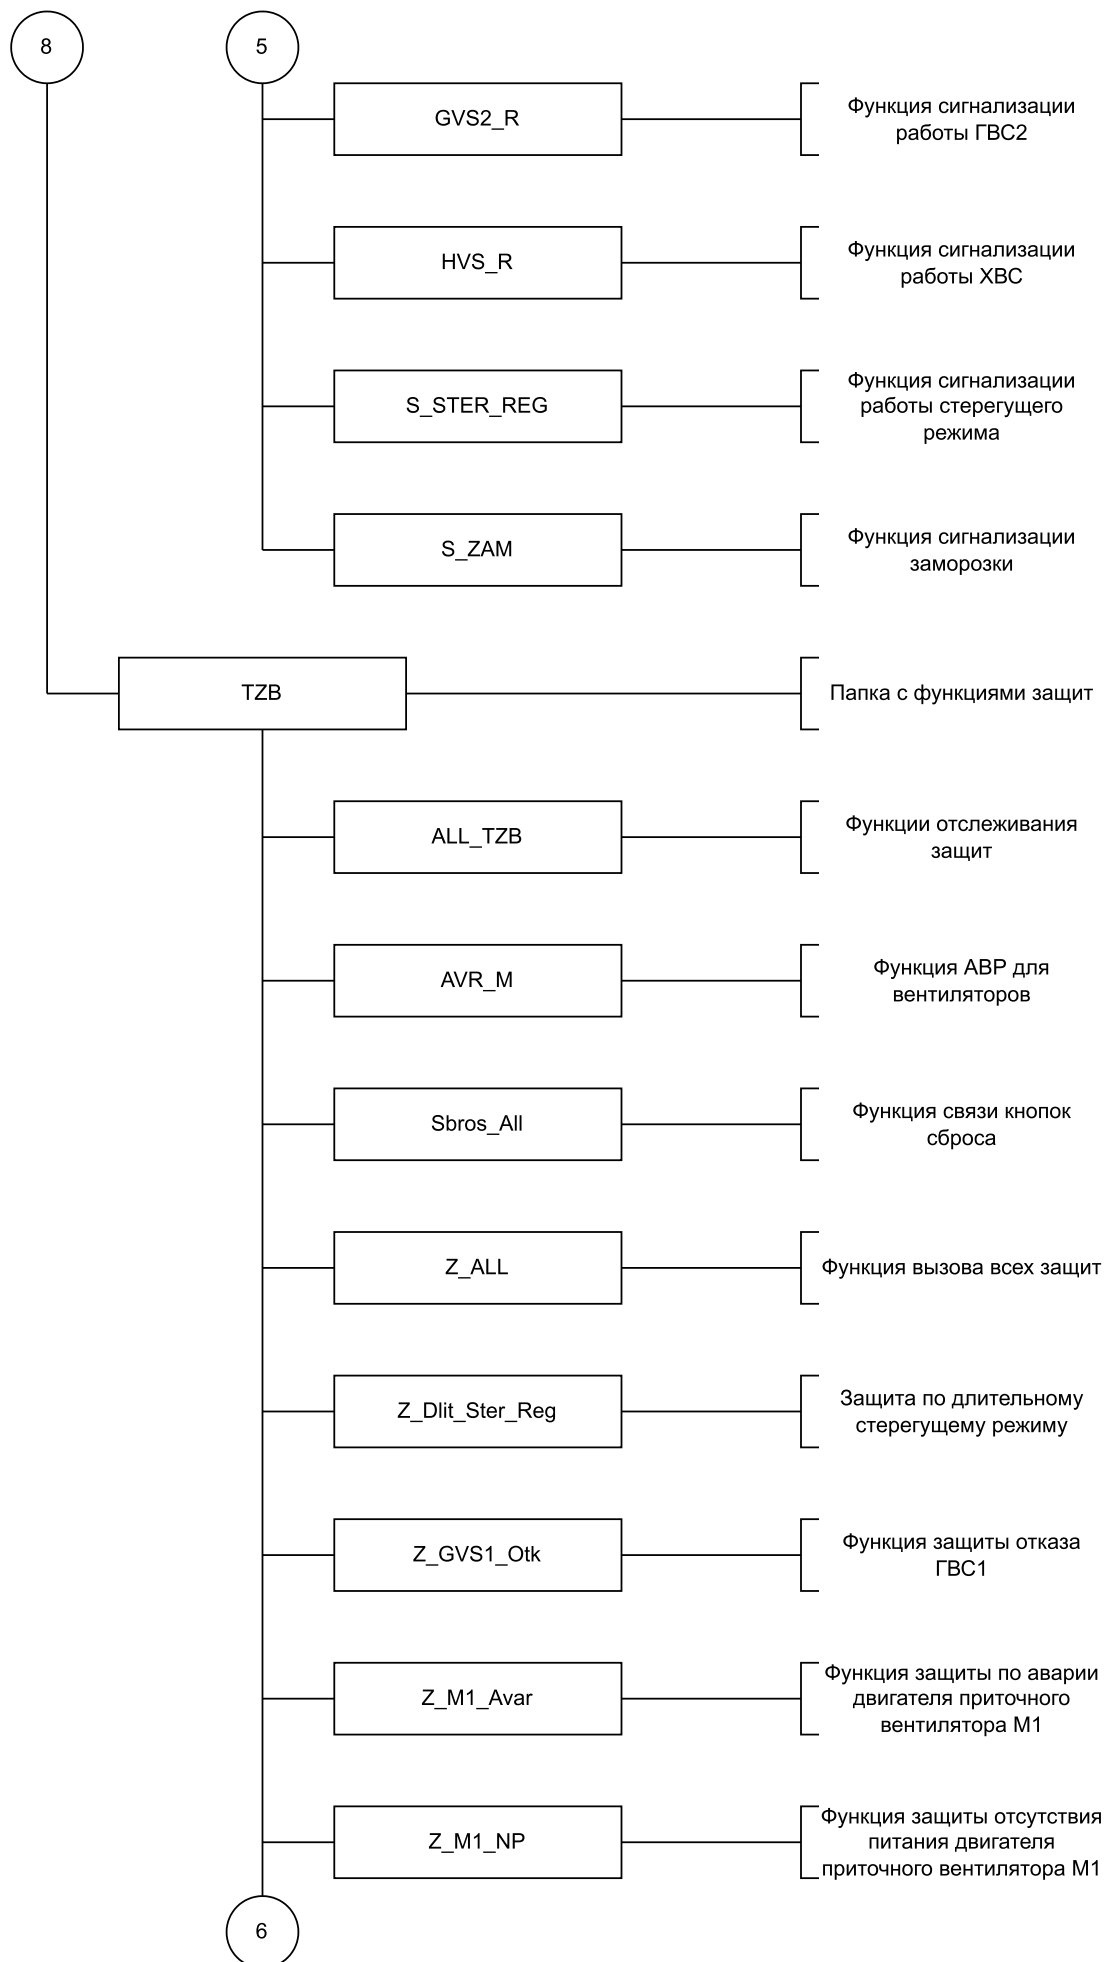 8
5
GVS2_R
Функция сигнализации
работы ГВС2
HVS_R
Функция сигнализации
работы ХВС
S_STER_REG
Функция сигнализации
работы стерегущего
режима
S_ZAM
Функция сигнализации
заморозки
TZB
Папка с функциями защит
ALL_TZB
Функции отслеживания
защит
AVR_M
Функция АВР для
вентиляторов
Sbros_All
Функция связи кнопок
сброса
Z_ALL
Функция вызова всех защит
Z_Dlit_Ster_Reg
Защита по длительному
стерегущему режиму
Z_GVS1_Otk
Функция защиты отказа
ГВС1
Z_M1_Avar
Функция защиты по аварии
двигателя приточного
вентилятора М1
Z_M1_NP
Функция защиты отсутствия
питания двигателя
приточного вентилятора М1
6